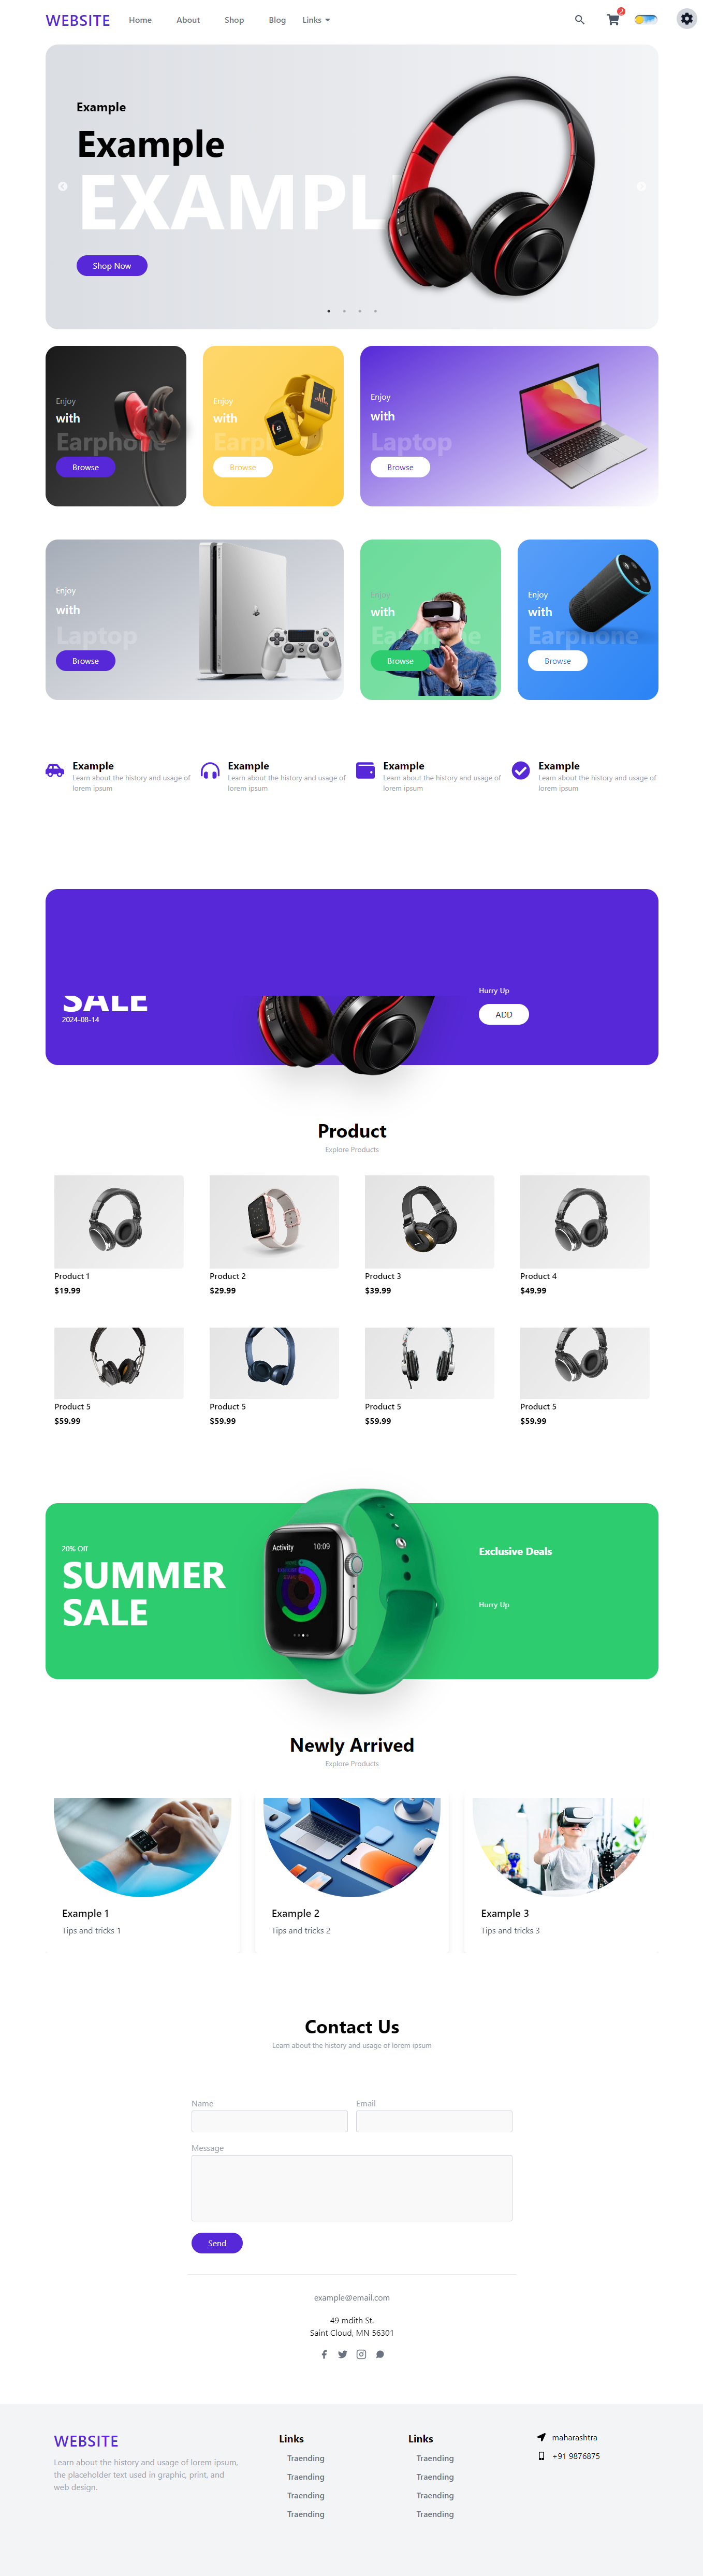 WEBSITE
Home About Shop Blog Links
2
Example
Example
EXAMPL
Shop Now
Enjoy
with
Earphone
Browse
Enjoy
with
Earphone
Browse
Enjoy
with
Laptop
Browse
Enjoy
with
Laptop
Browse
Enjoy
with
Earphone
Browse
Enjoy
with
Earphone
Browse
Example
Learn about the history and usage of
lorem ipsum
Example
Learn about the history and usage of
lorem ipsum
Example
Learn about the history and usage of
lorem ipsum
Example
Learn about the history and usage of
lorem ipsum
SALE
2024-08-14
Hurry Up
ADD
Product
Explore Products
Product 1
$19.99
Product 2
$29.99
Product 3
$39.99
Product 4
$49.99
Product 5
$59.99
Product 5
$59.99
Product 5
$59.99
Product 5
$59.99
20% Off
SUMMER
SALE
Activity 10:09
Exclusive Deals
Hurry Up
Newly Arrived
Explore Products
Example 1
Tips and tricks 1
Example 2
Tips and tricks 2
Example 3
Tips and tricks 3
Contact Us
Learn about the history and usage of lorem ipsum
Name
Email
Message
Send
example@email.com
49 mdith St.
Saint Cloud, MN 56301
WEBSITE
Learn about the history and usage of lorem ipsum,
the placeholder text used in graphic, print, and
web design.
Links
Traending
Traending
Traending
Traending
Links
Traending
Traending
Traending
Traending
maharashtra
+91 9876875